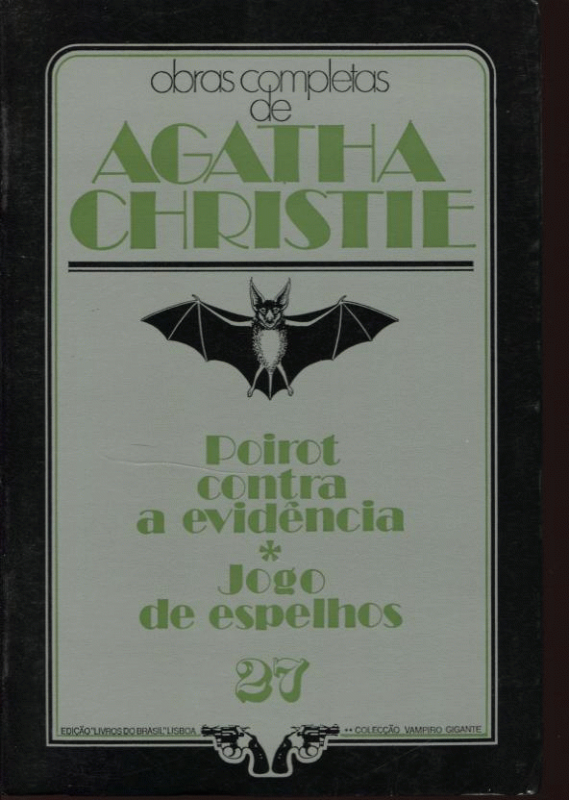 obras completas
de
AGATHA
CHRISTIE
Poirot
contra
a evidência
*
Jogo
de espelhos
27
EDIÇÃO "LIVROS DO BRASIL" LISBOA
** COLECÇÃO VAMPIRO GIGANTE